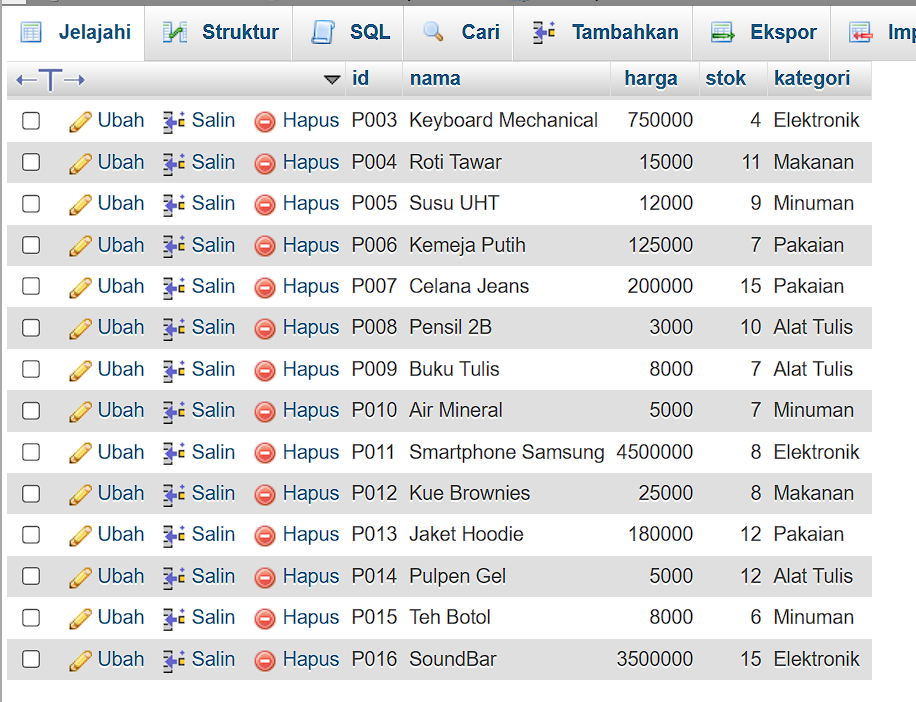 Jelajahi Struktur SQL Cari Tambahkan Ekspor
id nama harga stok kategori
Ubah Salin Hapus P003 Keyboard Mechanical 750000 4 Elektronik
Ubah Salin Hapus P004 Roti Tawar 15000 11 Makanan
Ubah Salin Hapus P005 Susu UHT 12000 9 Minuman
Ubah Salin Hapus P006 Kemeja Putih 125000 7 Pakaian
Ubah Salin Hapus P007 Celana Jeans 200000 15 Pakaian
Ubah Salin Hapus P008 Pensil 2B 3000 10 Alat Tulis
Ubah Salin Hapus P009 Buku Tulis 8000 7 Alat Tulis
Ubah Salin Hapus P010 Air Mineral 5000 7 Minuman
Ubah Salin Hapus P011 Smartphone Samsung 4500000 8 Elektronik
Ubah Salin Hapus P012 Kue Brownies 25000 8 Makanan
Ubah Salin Hapus P013 Jaket Hoodie 180000 12 Pakaian
Ubah Salin Hapus P014 Pulpen Gel 5000 12 Alat Tulis
Ubah Salin Hapus P015 Teh Botol 8000 6 Minuman
Ubah Salin Hapus P016 SoundBar 3500000 15 Elektronik